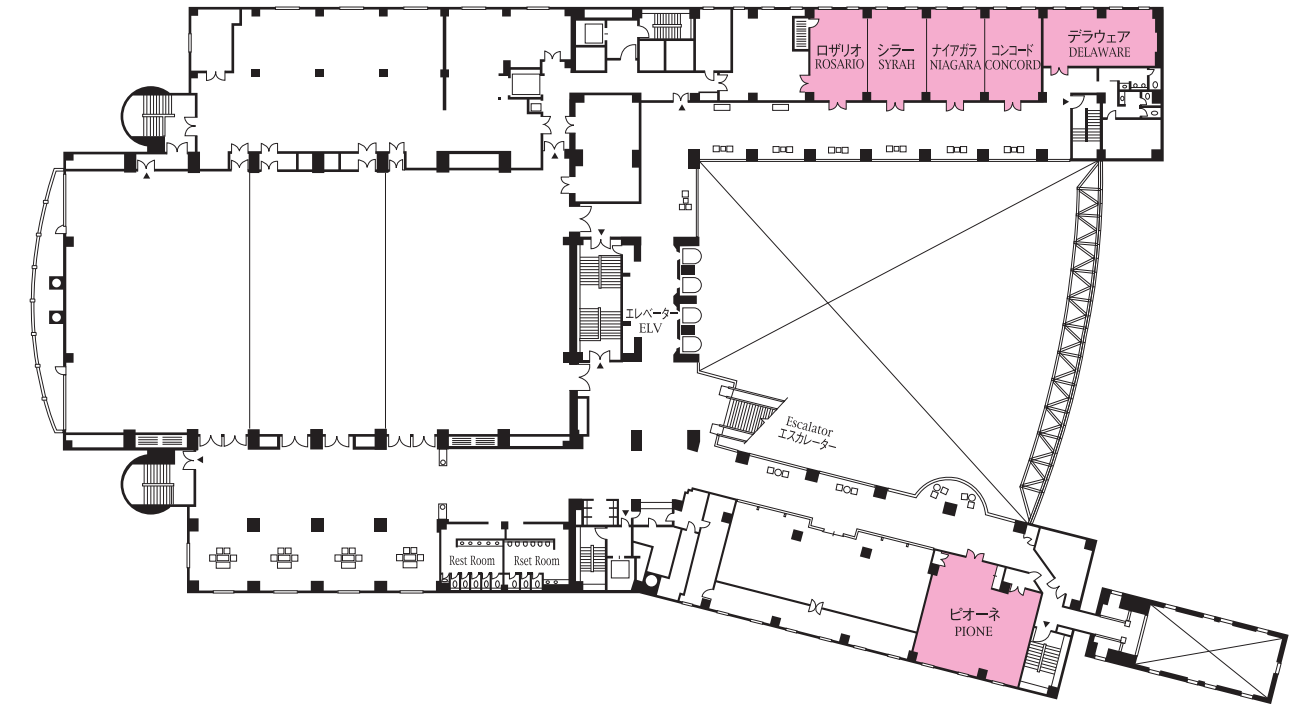 ロザリオ
ROSARIO
シラー
SYRAH
ナイアガラ
NIAGARA
コンコード
CONCORD
デラウェア
DELAWARE
エレベーター
ELV
Escalator
エスカレーター
Rest Room
Rset Room
ピオーネ
PIONE